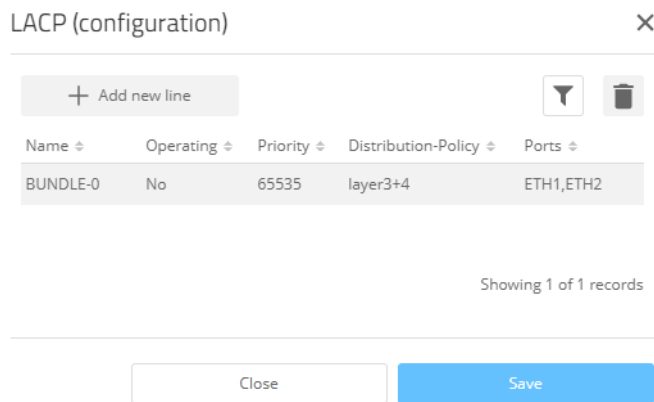 LACP (configuration)
Add new line
Name Operating Priority Distribution-Policy Ports
BUNDLE-0 No 65535 layer3+4 ETH1,ETH2
Showing 1 of 1 records
Close Save